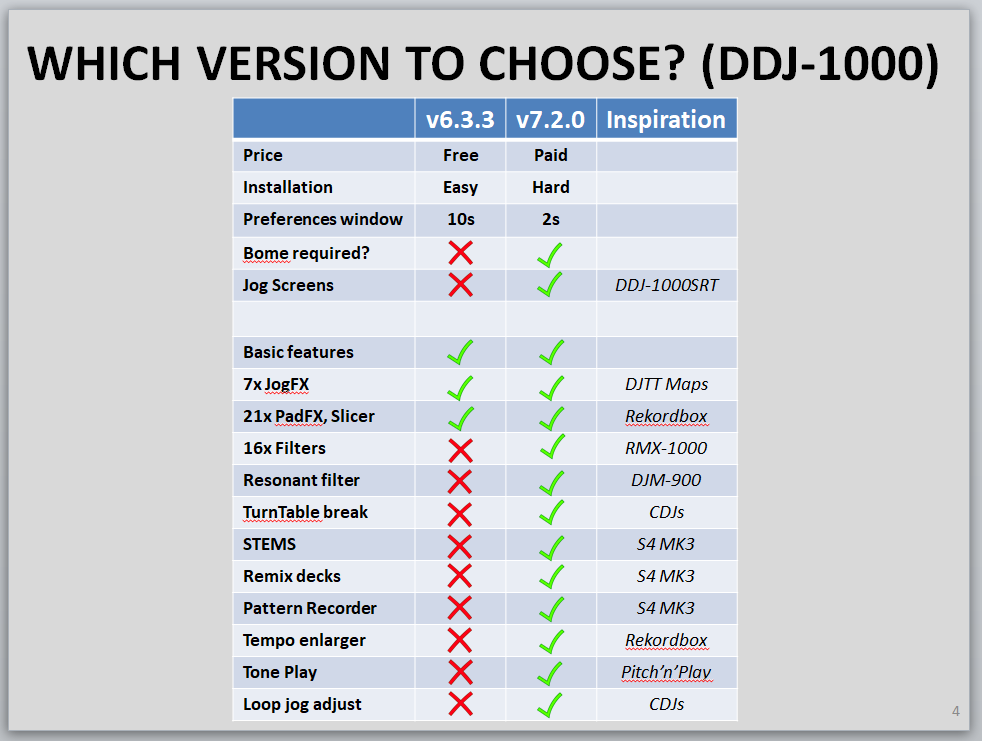 WHICH VERSION TO CHOOSE? (DDJ-1000)
v6.3.3 v7.2.0 Inspiration
Price Free Paid
Installation Easy Hard
Preferences window 10s 2s
Bome required?
Jog Screens DDJ-1000SRT
Basic features
7x JogFX DJTT Maps
21x PadFX, Slicer Rekordbox
16x Filters RMX-1000
Resonant filter DJM-900
TurnTable break CDJs
STEMS S4 MK3
Remix decks S4 MK3
Pattern Recorder S4 MK3
Tempo enlarger Rekordbox
Tone Play Pitch’n’Play
Loop jog adjust CDJs
4